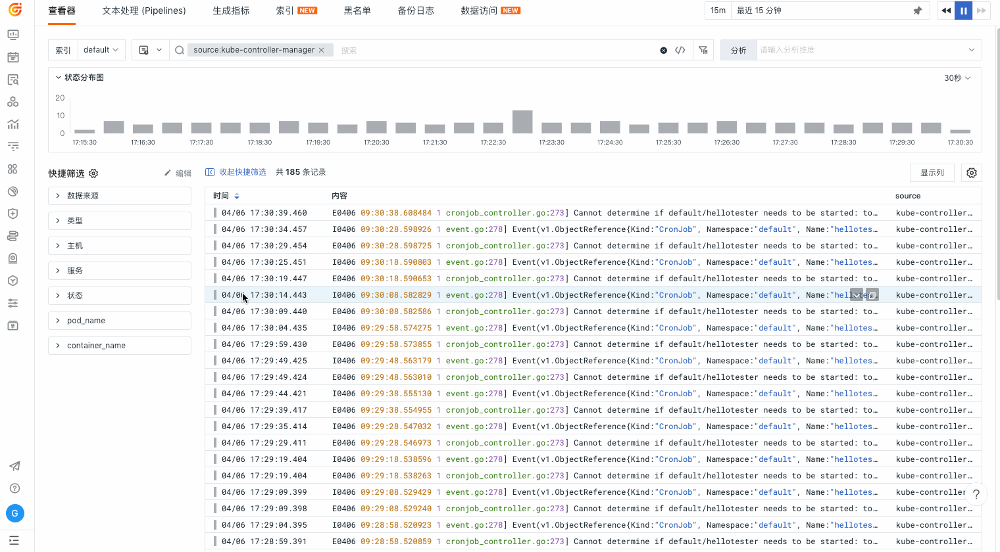 查看器 文本处理 (Pipelines) 生成指标 索引 NEW 黑名单 备份日志 数据访问 NEW 15m 最近 15 分钟
索引 default source:kube-controller-manager 搜索 </> 分析 请输入分析维度
状态分布图 30秒
20
10
0
17:15:30 17:16:30 17:17:30 17:18:30 17:19:30 17:20:30 17:21:30 17:22:30 17:23:30 17:24:30 17:25:30 17:26:30 17:27:30 17:28:30 17:29:30 17:30:30
快捷筛选 编辑
数据来源
类型
主机
服务
状态
pod_name
container_name
收起快捷筛选 共 185 条记录 显示列
时间 内容 source
04/06 17:30:39.460 E0406 09:30:38.608484 1 cronjob_controller.go:273] Cannot determine if default/hellotester needs to be started: to… kube-controller…
04/06 17:30:34.457 I0406 09:30:28.598926 1 event.go:278] Event(v1.ObjectReference{Kind:"CronJob", Namespace:"default", Name:"hellotes… kube-controller…
04/06 17:30:29.454 E0406 09:30:28.598725 1 cronjob_controller.go:273] Cannot determine if default/hellotester needs to be started: to… kube-controller…
04/06 17:30:25.451 I0406 09:30:18.590803 1 event.go:278] Event(v1.ObjectReference{Kind:"CronJob", Namespace:"default", Name:"hellotes… kube-controller…
04/06 17:30:19.447 E0406 09:30:18.590653 1 cronjob_controller.go:273] Cannot determine if default/hellotester needs to be started: to… kube-controller…
04/06 17:30:14.443 I0406 09:30:08.582829 1 event.go:278] Event(v1.ObjectReference{Kind:"CronJob", Namespace:"default", Name:"hellotes… kube-controller…
04/06 17:30:09.440 E0406 09:30:08.582586 1 cronjob_controller.go:273] Cannot determine if default/hellotester needs to be started: to… kube-controller…
04/06 17:30:04.435 I0406 09:29:58.574275 1 event.go:278] Event(v1.ObjectReference{Kind:"CronJob", Namespace:"default", Name:"hellotes… kube-controller…
04/06 17:29:59.430 E0406 09:29:58.573855 1 cronjob_controller.go:273] Cannot determine if default/hellotester needs to be started: to… kube-controller…
04/06 17:29:49.425 I0406 09:29:48.563179 1 event.go:278] Event(v1.ObjectReference{Kind:"CronJob", Namespace:"default", Name:"hellotes… kube-controller…
04/06 17:29:49.424 E0406 09:29:48.563010 1 cronjob_controller.go:273] Cannot determine if default/hellotester needs to be started: to… kube-controller…
04/06 17:29:44.421 I0406 09:29:38.555130 1 event.go:278] Event(v1.ObjectReference{Kind:"CronJob", Namespace:"default", Name:"hellotes… kube-controller…
04/06 17:29:39.417 E0406 09:29:38.554955 1 cronjob_controller.go:273] Cannot determine if default/hellotester needs to be started: to… kube-controller…
04/06 17:29:35.414 I0406 09:29:28.547032 1 event.go:278] Event(v1.ObjectReference{Kind:"CronJob", Namespace:"default", Name:"hellotes… kube-controller…
04/06 17:29:29.411 E0406 09:29:28.546973 1 cronjob_controller.go:273] Cannot determine if default/hellotester needs to be started: to… kube-controller…
04/06 17:29:19.404 I0406 09:29:18.538596 1 event.go:278] Event(v1.ObjectReference{Kind:"CronJob", Namespace:"default", Name:"hellotes… kube-controller…
04/06 17:29:19.404 E0406 09:29:18.538263 1 cronjob_controller.go:273] Cannot determine if default/hellotester needs to be started: to… kube-controller…
04/06 17:29:09.399 I0406 09:29:08.529429 1 event.go:278] Event(v1.ObjectReference{Kind:"CronJob", Namespace:"default", Name:"hellotes… kube-controller…
04/06 17:29:09.398 E0406 09:29:08.529240 1 cronjob_controller.go:273] Cannot determine if default/hellotester needs to be started: to… kube-controller…
04/06 17:29:04.395 I0406 09:28:58.520923 1 event.go:278] Event(v1.ObjectReference{Kind:"CronJob", Namespace:"default", Name:"hellotes… kube-controller…
04/06 17:28:59.391 E0406 09:28:58.520859 1 cronjob_controller.go:273] Cannot determine if default/hellotester needs to be started: to… kube-controller…
G
?